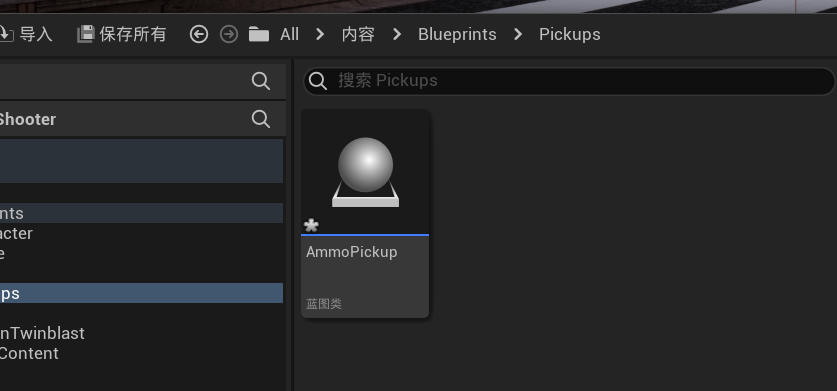 导入 保存所有 All 内容 Blueprints Pickups
搜索 Pickups
Shooter
nts
acter
e
ps
nTwinblast
Content
AmmoPickup
蓝图类